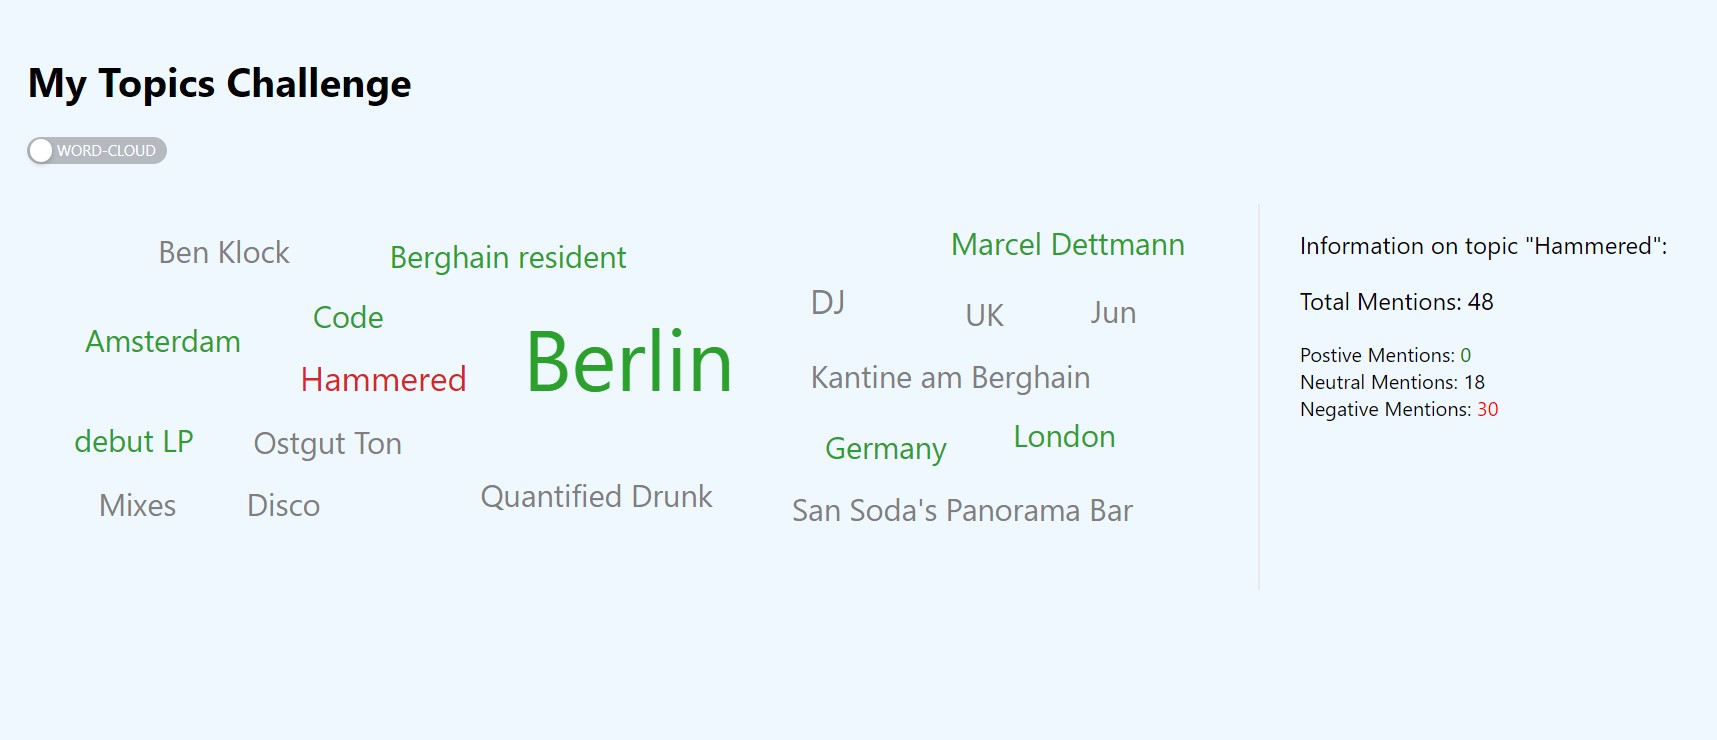 My Topics Challenge
WORD-CLOUD
Ben Klock
Berghain resident
Marcel Dettmann
DJ
UK
Jun
Code
Amsterdam
Berlin
Hammered
Kantine am Berghain
debut LP
Ostgut Ton
Germany
London
Mixes
Disco
Quantified Drunk
San Soda's Panorama Bar
Information on topic "Hammered":
Total Mentions: 48
Postive Mentions: 0
Neutral Mentions: 18
Negative Mentions: 30